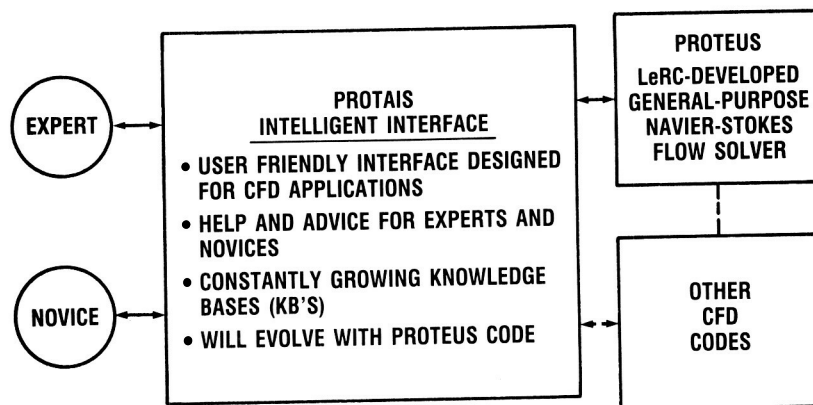 EXPERT
NOVICE
PROTAIS
INTELLIGENT INTERFACE
• USER FRIENDLY INTERFACE DESIGNED
FOR CFD APPLICATIONS
• HELP AND ADVICE FOR EXPERTS AND
NOVICES
• CONSTANTLY GROWING KNOWLEDGE
BASES (KB'S)
• WILL EVOLVE WITH PROTEUS CODE
PROTEUS
LeRC-DEVELOPED
GENERAL-PURPOSE
NAVIER-STOKES
FLOW SOLVER
OTHER
CFD
CODES